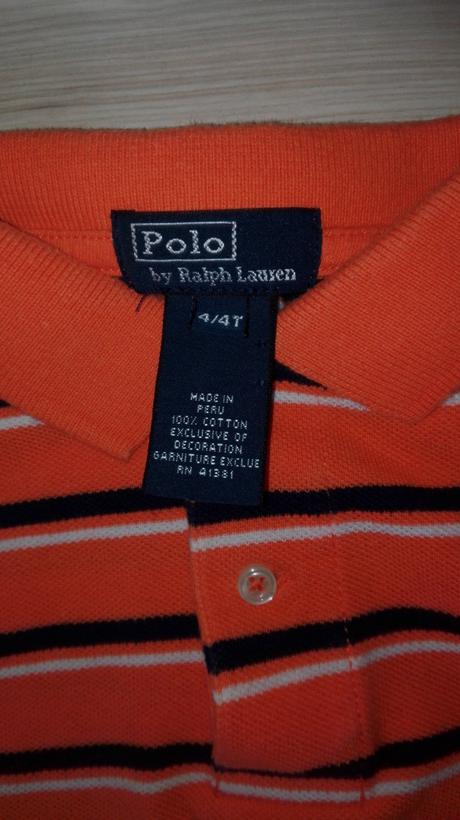 Polo
by Ralph Lauren
4/4T
MADE IN
PERU
100% COTTON
EXCLUSIVE OF
DECORATION
GARNITURE EXCLUE
RN 41381